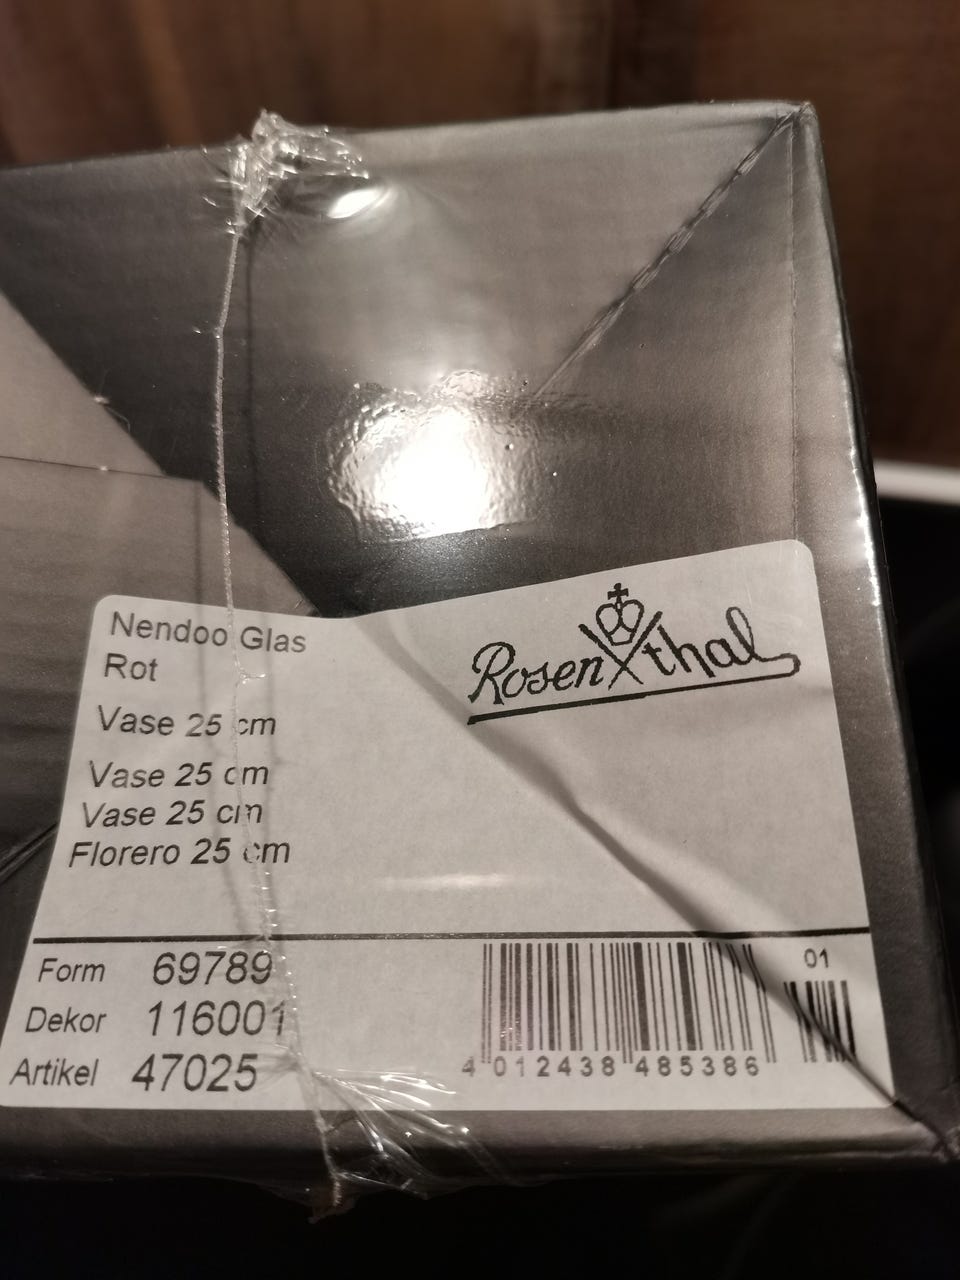 Nendoo Glas
Rot
Rosenthal
Vase 25 cm
Vase 25 cm
Vase 25 cm
Florero 25 cm
Form 69789
Dekor 116001
Artikel 47025
01
4 012438 485386